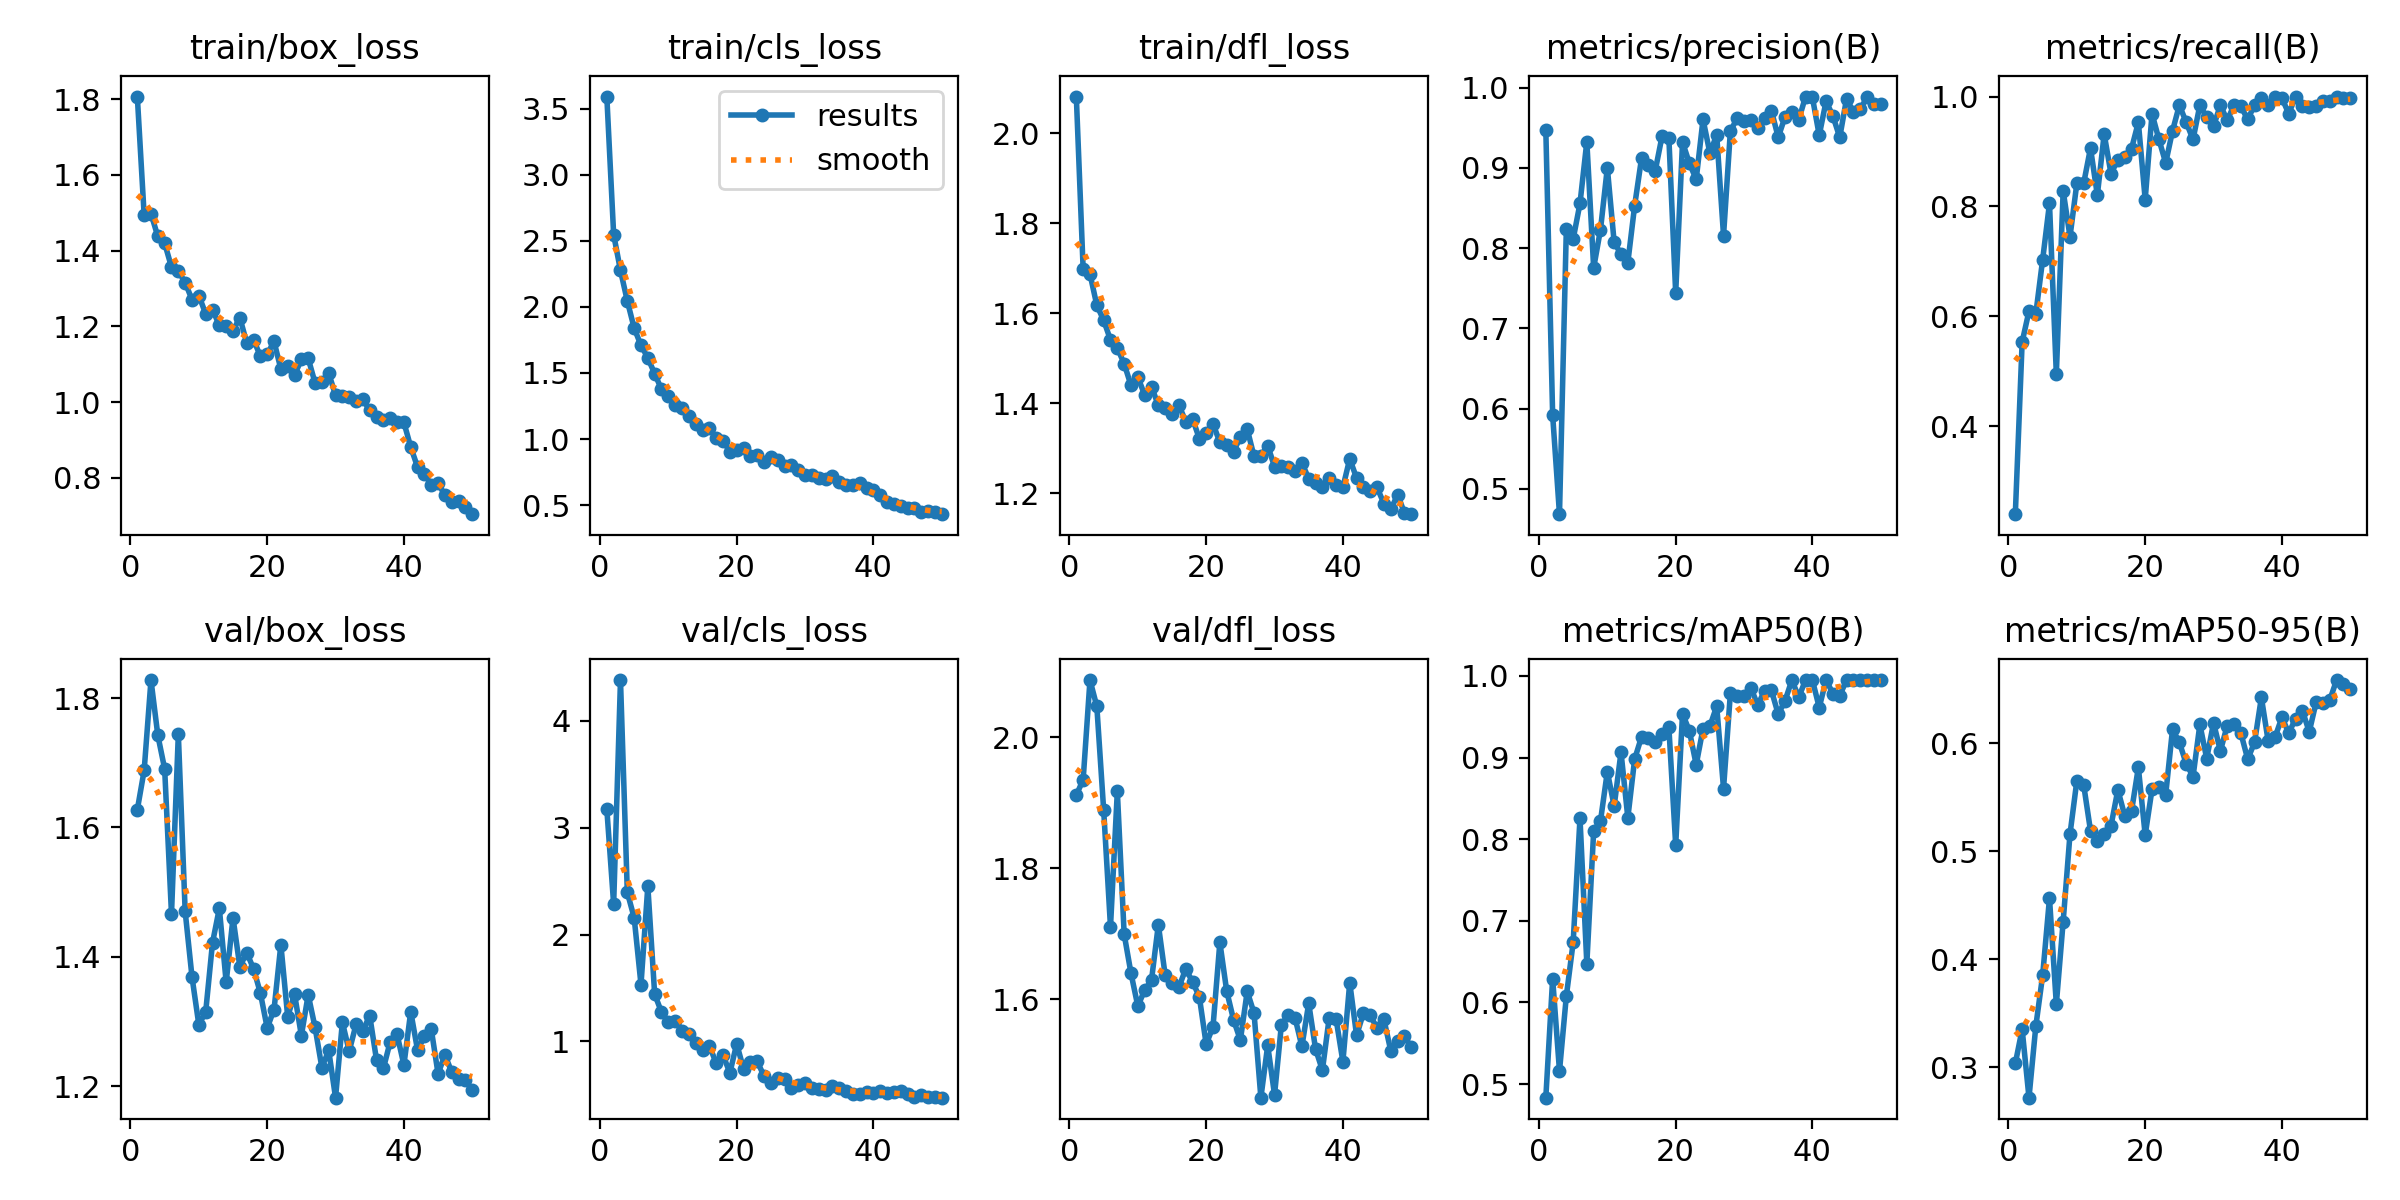 train/box_loss
train/cls_loss
train/dfl_loss
metrics/precision(B)
metrics/recall(B)
1.8
1.6
1.4
1.2
1.0
0.8
0 20 40
3.5
3.0
2.5
2.0
1.5
1.0
0.5
results
smooth
0 20 40
2.0
1.8
1.6
1.4
1.2
0 20 40
1.0
0.9
0.8
0.7
0.6
0.5
0 20 40
1.0
0.8
0.6
0.4
0 20 40
val/box_loss
val/cls_loss
val/dfl_loss
metrics/mAP50(B)
metrics/mAP50-95(B)
1.8
1.6
1.4
1.2
0 20 40
4
3
2
1
0 20 40
2.0
1.8
1.6
0 20 40
1.0
0.9
0.8
0.7
0.6
0.5
0 20 40
0.6
0.5
0.4
0.3
0 20 40